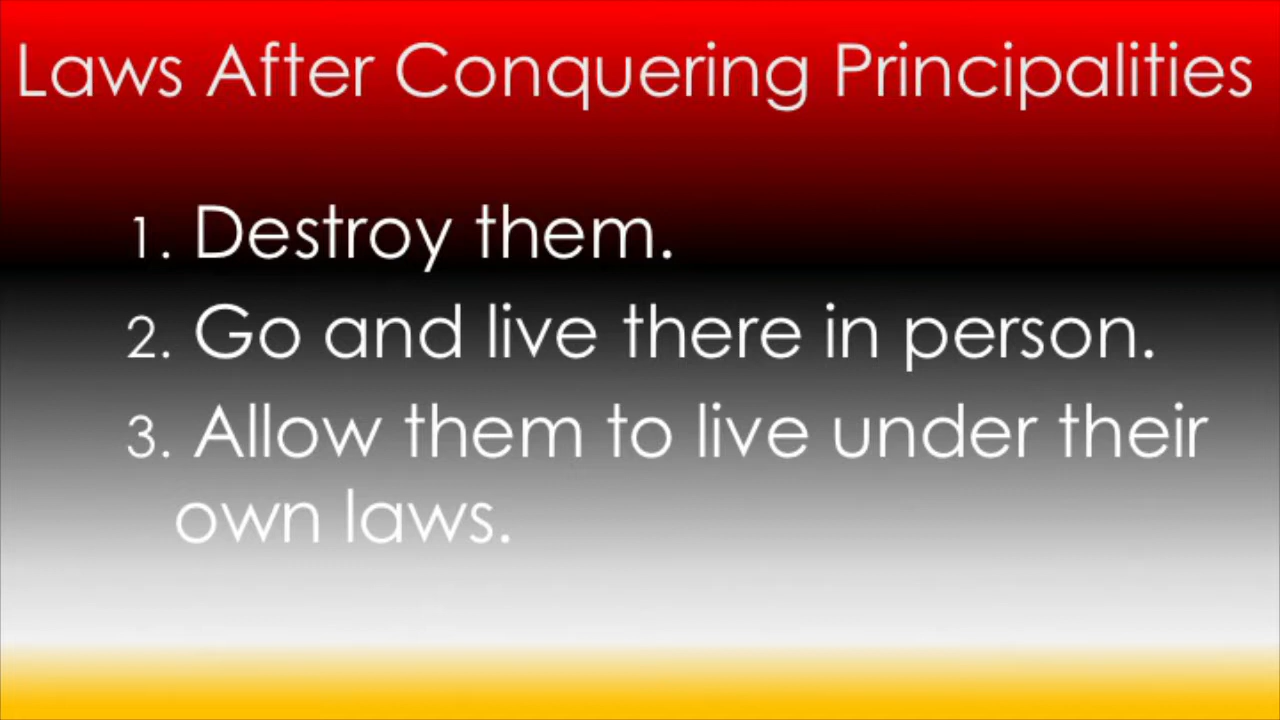 Laws After Conquering Principalities
1. Destroy them.
2. Go and live there in person.
3. Allow them to live under their
own laws.